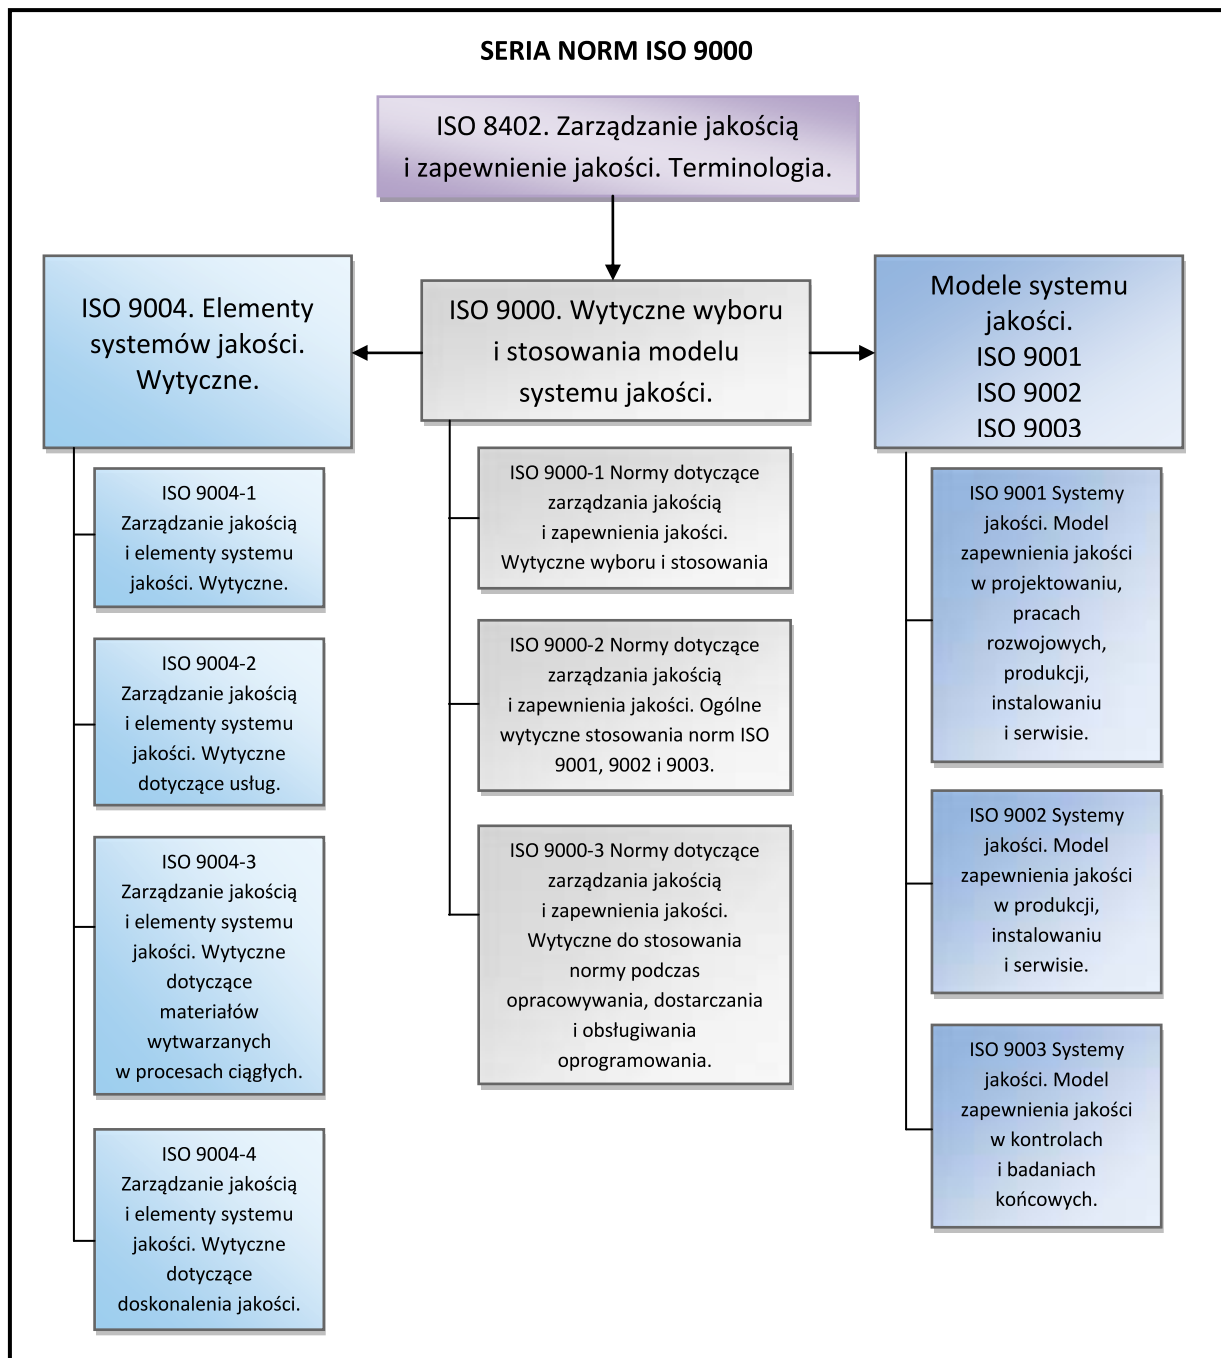 SERIA NORM ISO 9000
ISO 8402. Zarządzanie jakością
i zapewnienie jakości. Terminologia.
ISO 9004. Elementy
systemów jakości.
Wytyczne.
ISO 9000. Wytyczne wyboru
i stosowania modelu
systemu jakości.
Modele systemu
jakości.
ISO 9001
ISO 9002
ISO 9003
ISO 9004-1
Zarządzanie jakością
i elementy systemu
jakości. Wytyczne.
ISO 9004-2
Zarządzanie jakością
i elementy systemu
jakości. Wytyczne
dotyczące usług.
ISO 9004-3
Zarządzanie jakością
i elementy systemu
jakości. Wytyczne
dotyczące
materiałów
wytwarzanych
w procesach ciągłych.
ISO 9004-4
Zarządzanie jakością
i elementy systemu
jakości. Wytyczne
dotyczące
doskonalenia jakości.
ISO 9000-1 Normy dotyczące
zarządzania jakością
i zapewnienia jakości.
Wytyczne wyboru i stosowania
ISO 9000-2 Normy dotyczące
zarządzania jakością
i zapewnienia jakości. Ogólne
wytyczne stosowania norm ISO
9001, 9002 i 9003.
ISO 9000-3 Normy dotyczące
zarządzania jakością
i zapewnienia jakości.
Wytyczne do stosowania
normy podczas
opracowywania, dostarczania
i obsługiwania
oprogramowania.
ISO 9001 Systemy
jakości. Model
zapewnienia jakości
w projektowaniu,
pracach
rozwojowych,
produkcji,
instalowaniu
i serwisie.
ISO 9002 Systemy
jakości. Model
zapewnienia jakości
w produkcji,
instalowaniu
i serwisie.
ISO 9003 Systemy
jakości. Model
zapewnienia jakości
w kontrolach
i badaniach
końcowych.